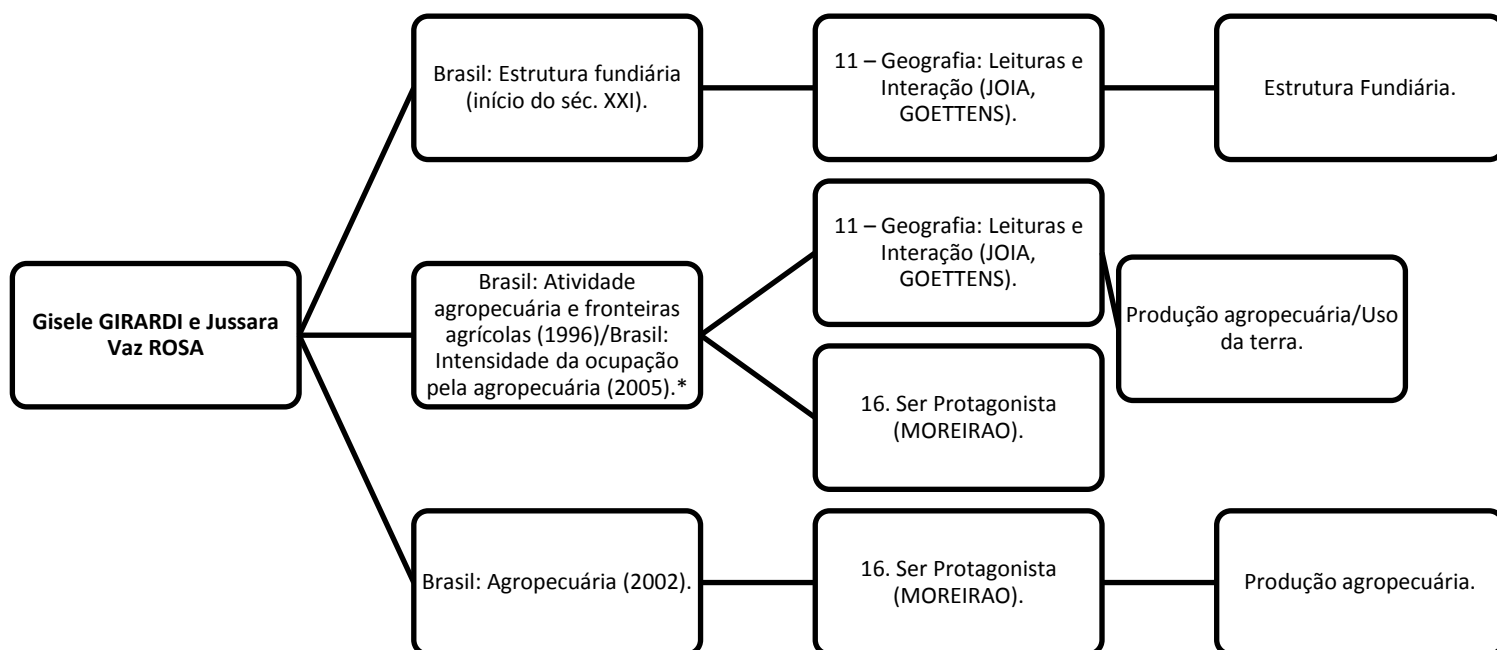 Gisele GIRARDI e Jussara
Vaz ROSA
Brasil: Estrutura fundiária
(início do séc. XXI).
11 – Geografia: Leituras e
Interação (JOIA,
GOETTENS).
Estrutura Fundiária.
Brasil: Atividade
agropecuária e fronteiras
agrícolas (1996)/Brasil:
Intensidade da ocupação
pela agropecuária (2005).*
11 – Geografia: Leituras e
Interação (JOIA,
GOETTENS).
16. Ser Protagonista
(MOREIRAO).
Produção agropecuária/Uso
da terra.
Brasil: Agropecuária (2002).
16. Ser Protagonista
(MOREIRAO).
Produção agropecuária.